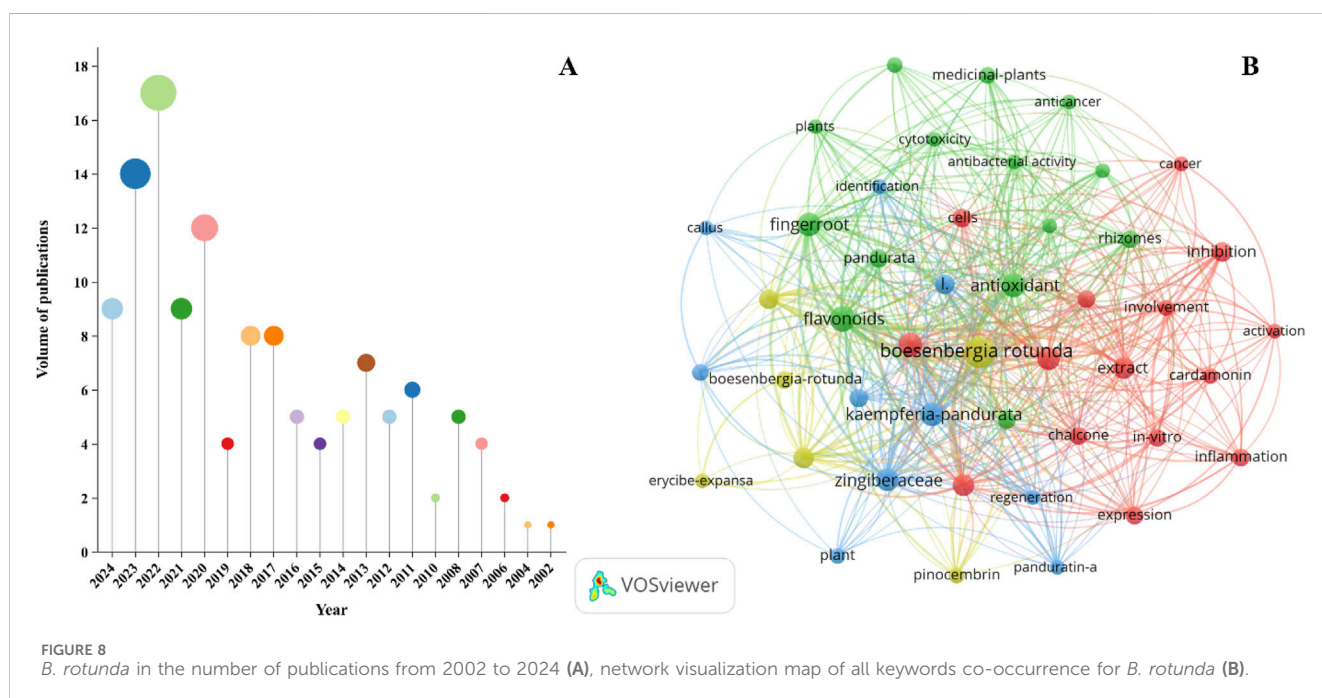 A
B
Volume of publications
18
16
14
12
10
8
6
4
2
0
2024
2023
2022
2021
2020
2019
2018
2017
2016
2015
2014
2013
2012
2011
2010
2008
2007
2006
2004
2002
Year
VOSviewer
medicinal-plants
anticancer
plants
cytotoxicity
antibacterial activity
cancer
identification
cells
fingerroot
callus
rhizomes
inhibition
pandurata
l.
antioxidant
involvement
flavonoids
activation
boesenbergia rotunda
extract
cardamonin
boesenbergia-rotunda
kaempferia-pandurata
chalcone
in-vitro
inflammation
erycibe-expansa
zingiberaceae
regeneration
expression
plant
pinocembrin
panduratin-a
FIGURE 8
B. rotunda in the number of publications from 2002 to 2024 (A), network visualization map of all keywords co-occurrence for B. rotunda (B).